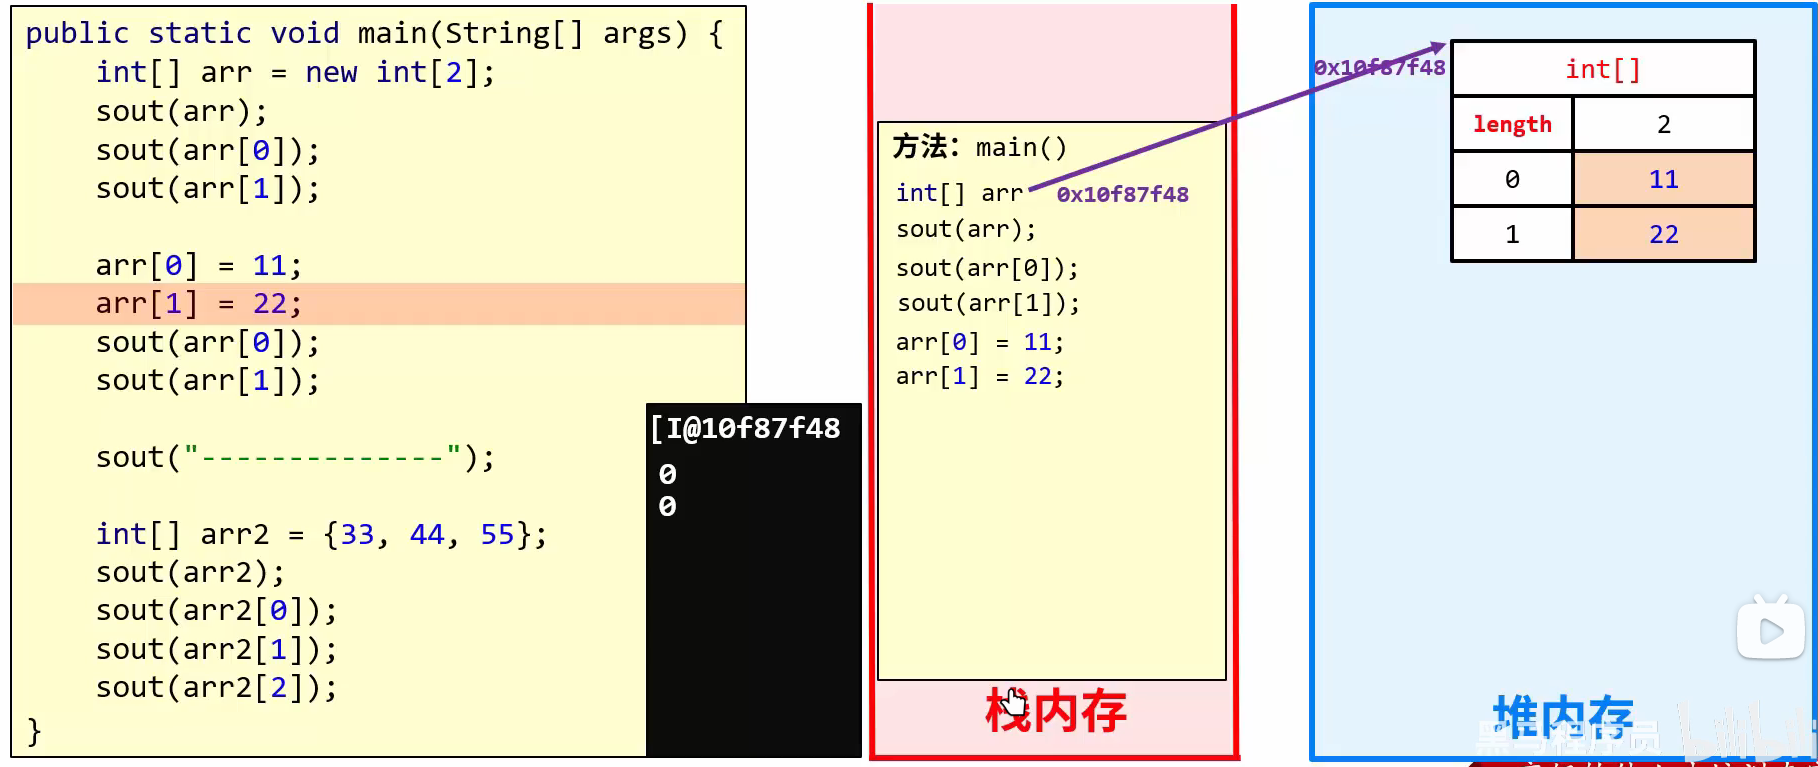 public static void main(String[] args) {
int[] arr = new int[2];
sout(arr);
sout(arr[0]);
sout(arr[1]);
arr[0] = 11;
arr[1] = 22;
sout(arr[0]);
sout(arr[1]);
sout("--------------");
int[] arr2 = {33, 44, 55};
sout(arr2);
sout(arr2[0]);
sout(arr2[1]);
sout(arr2[2]);
}
[I@10f87f48
0
0
方法：main()
int[] arr 0x10f87f48
sout(arr);
sout(arr[0]);
sout(arr[1]);
arr[0] = 11;
arr[1] = 22;
栈内存
0x10f87f48
int[]
length 2
0 11
1 22
堆内存
黑马程序员 bilibili